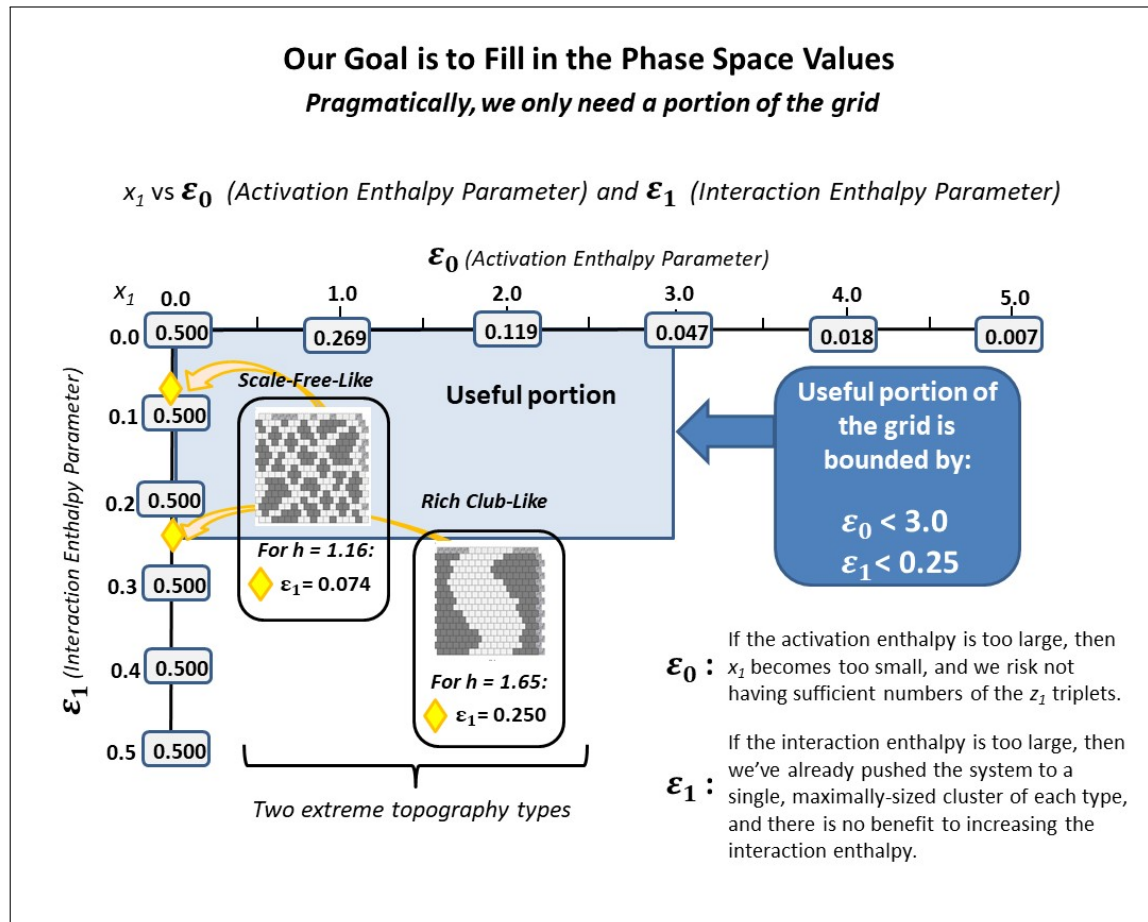 Our Goal is to Fill in the Phase Space Values
Pragmatically, we only need a portion of the grid
x₁ vs ε₀ (Activation Enthalpy Parameter) and ε₁ (Interaction Enthalpy Parameter)
ε₀ (Activation Enthalpy Parameter)
x₁ 0.0 1.0 2.0 3.0 4.0 5.0
0.0 0.500 0.269 0.119 0.047 0.018 0.007
0.1 0.500
0.2 0.500
0.3 0.500
0.4 0.500
0.5 0.500
ε₁ (Interaction Enthalpy Parameter)
Scale-Free-Like
Useful portion
For h = 1.16:
ε₁ = 0.074
Rich Club-Like
For h = 1.65:
ε₁ = 0.250
Two extreme topography types
Useful portion of
the grid is
bounded by:
ε₀ < 3.0
ε₁ < 0.25
ε₀ :
If the activation enthalpy is too large, then
x₁ becomes too small, and we risk not
having sufficient numbers of the z₁ triplets.
ε₁ :
If the interaction enthalpy is too large, then
we've already pushed the system to a
single, maximally-sized cluster of each type,
and there is no benefit to increasing the
interaction enthalpy.